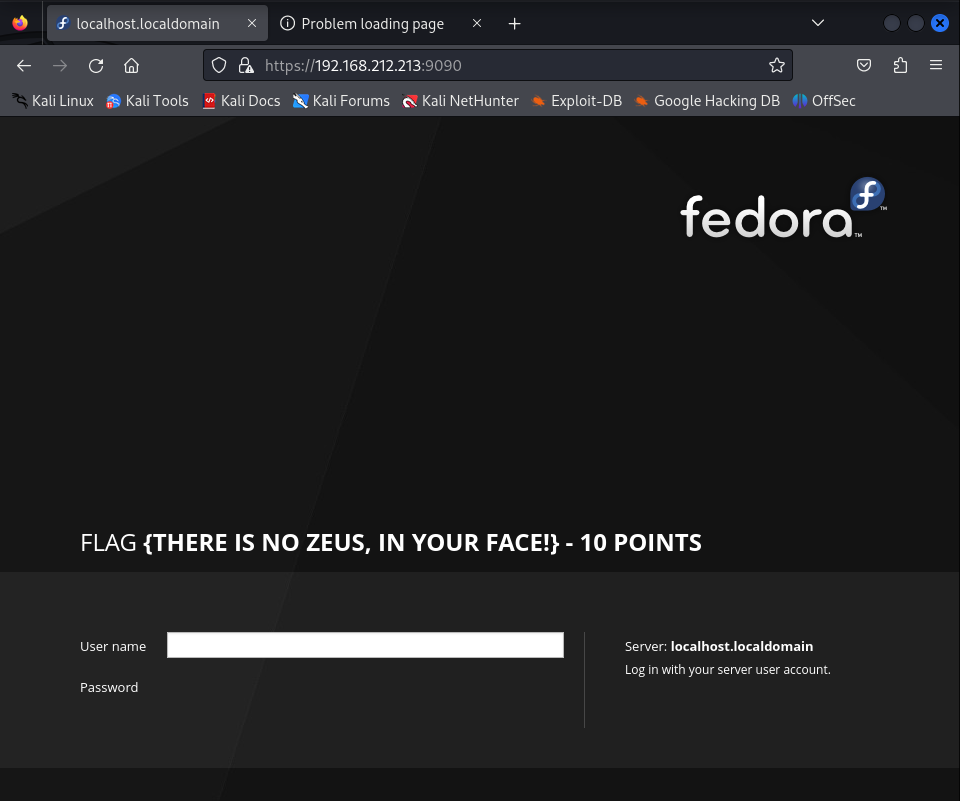 localhost.localdomain
Problem loading page
https://192.168.212.213:9090
Kali Linux Kali Tools Kali Docs Kali Forums Kali NetHunter Exploit-DB Google Hacking DB OffSec
fedora™
FLAG {THERE IS NO ZEUS, IN YOUR FACE!} - 10 POINTS
User name
Password
Server: localhost.localdomain
Log in with your server user account.